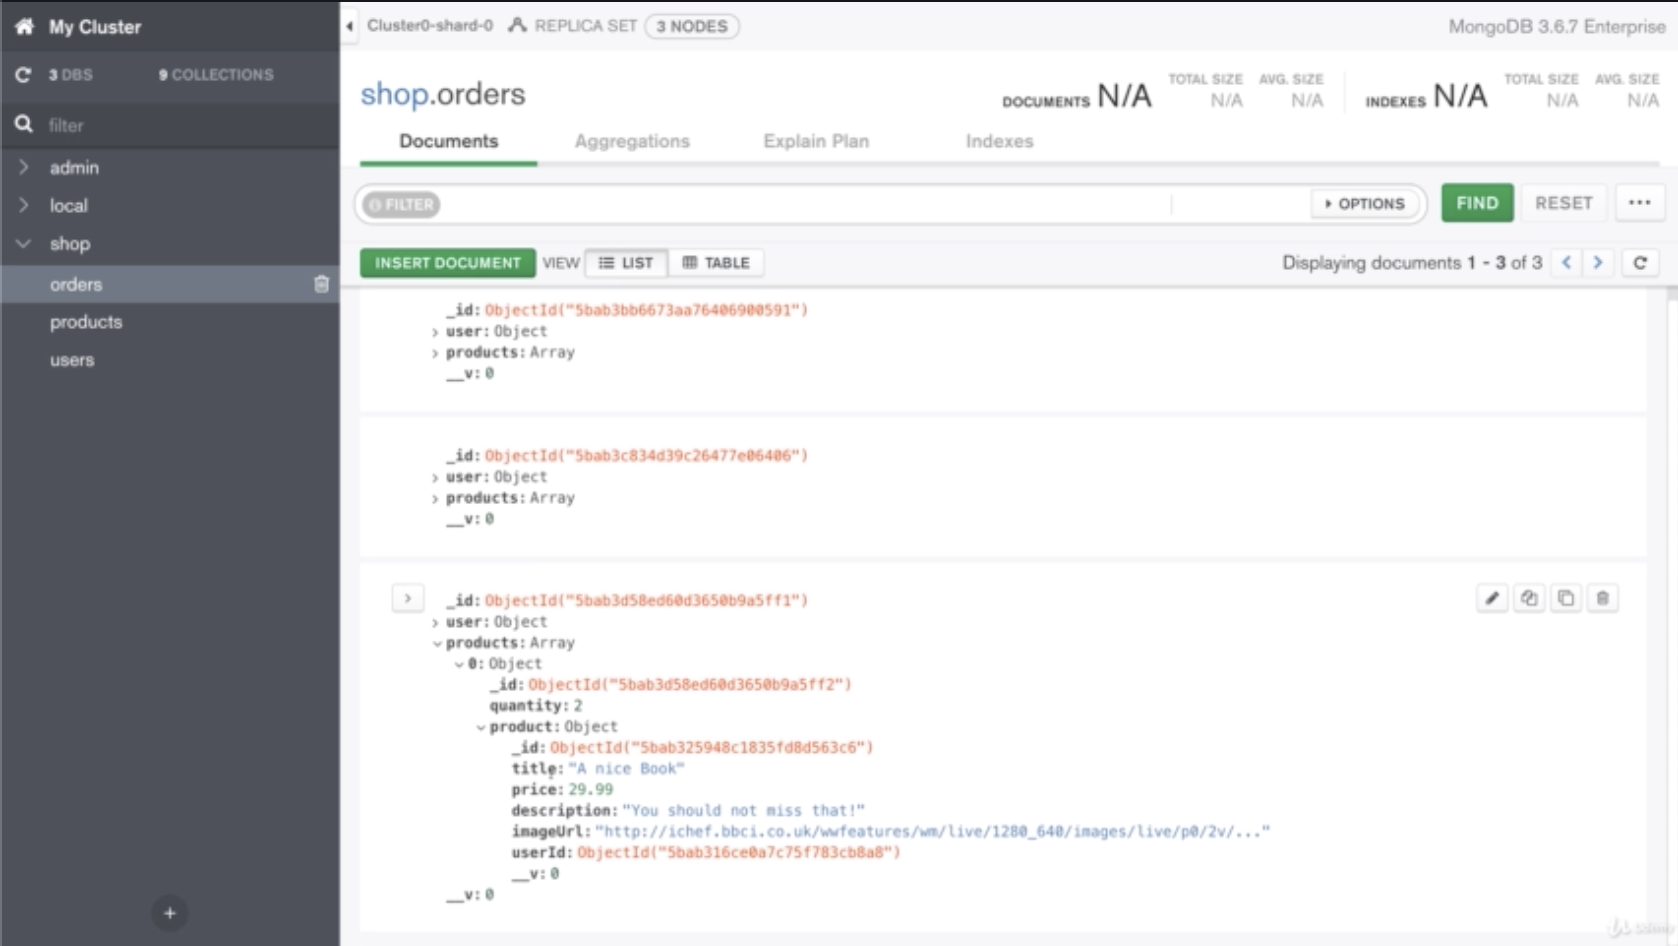 My Cluster
3 DBS 9 COLLECTIONS
filter
admin
local
shop
orders
products
users
+
Cluster0-shard-0 REPLICA SET 3 NODES MongoDB 3.6.7 Enterprise
shop.orders
DOCUMENTS N/A TOTAL SIZE N/A AVG. SIZE N/A INDEXES N/A TOTAL SIZE N/A AVG. SIZE N/A
Documents Aggregations Explain Plan Indexes
FILTER OPTIONS FIND RESET ...
INSERT DOCUMENT VIEW LIST TABLE Displaying documents 1 - 3 of 3 < >
_id: ObjectId("5bab3bb6673aa76406900591")
> user: Object
> products: Array
__v: 0
_id: ObjectId("5bab3c834d39c26477e06406")
> user: Object
> products: Array
__v: 0
> _id: ObjectId("5bab3d58ed60d3650b9a5ff1")
> user: Object
products: Array
0: Object
_id: ObjectId("5bab3d58ed60d3650b9a5ff2")
quantity: 2
product: Object
_id: ObjectId("5bab325948c1835fd8d563c6")
title: "A nice Book"
price: 29.99
description: "You should not miss that!"
imageUrl: "http://ichef.bbci.co.uk/wwfeatures/wm/live/1280_640/images/live/p0/2v/..."
userId: ObjectId("5bab316ce0a7c75f783cb8a8")
__v: 0
__v: 0